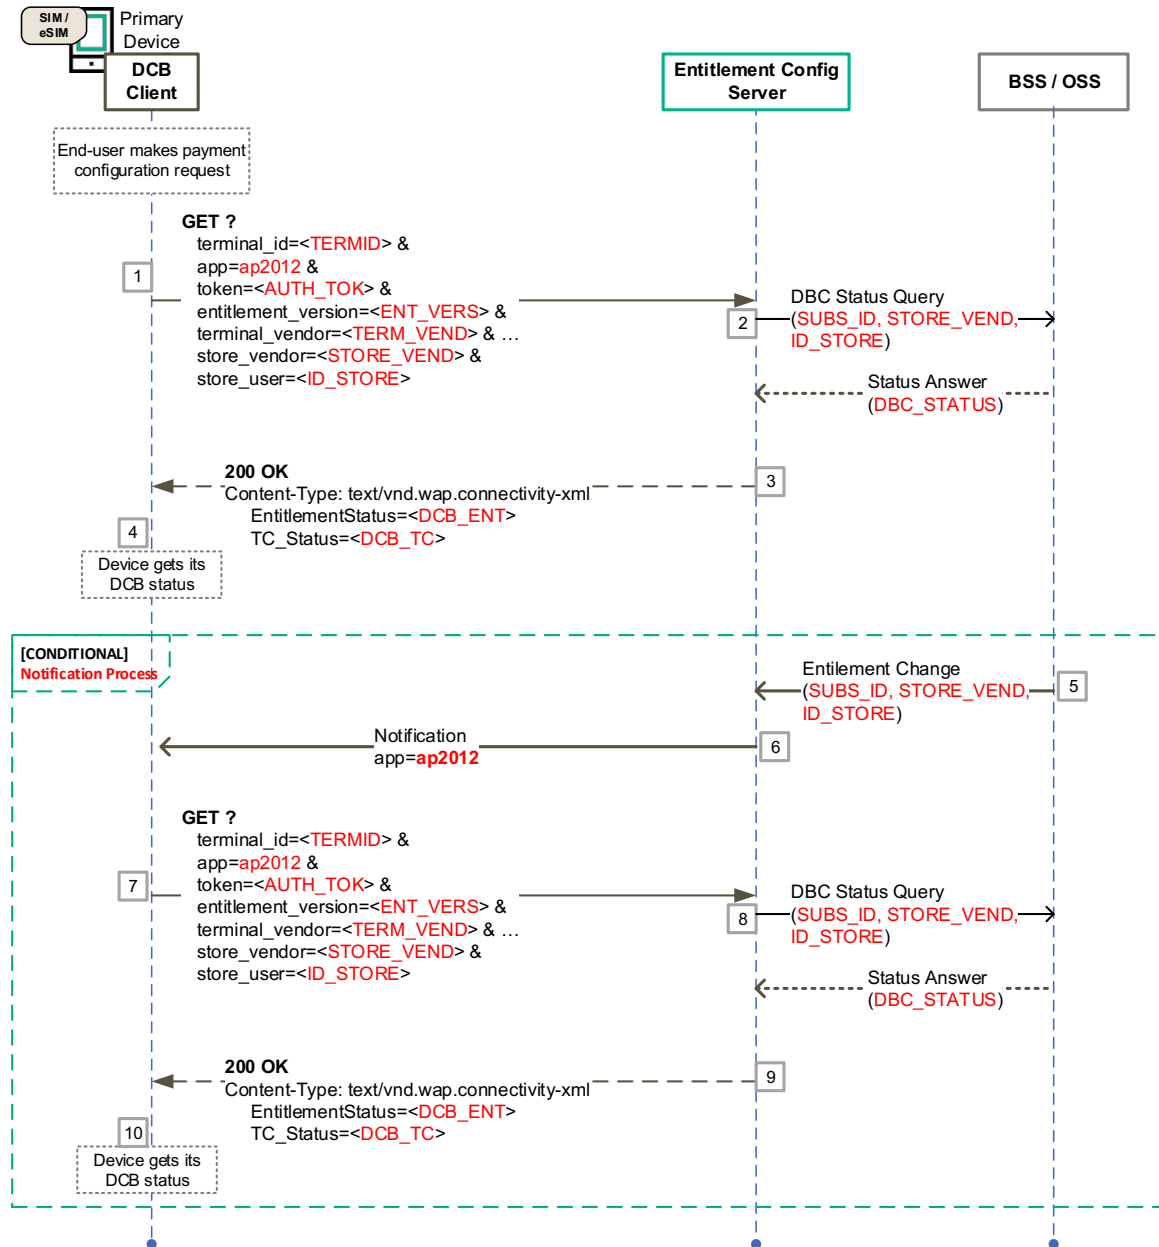 SIM /
eSIM
Primary
Device
DCB
Client
Entitlement Config
Server
BSS / OSS
End-user makes payment
configuration request
GET ?
terminal_id=<TERMID> &
app=ap2012 &
token=<AUTH_TOK> &
entitlement_version=<ENT_VERS> &
terminal_vendor=<TERM_VEND> & …
store_vendor=<STORE_VEND> &
store_user=<ID_STORE>
1
2
DBC Status Query
(SUBS_ID, STORE_VEND,
ID_STORE)
Status Answer
(DBC_STATUS)
3
200 OK
Content-Type: text/vnd.wap.connectivity-xml
EntitlementStatus=<DCB_ENT>
TC_Status=<DCB_TC>
4
Device gets its
DCB status
[CONDITIONAL]
Notification Process
Entilement Change
(SUBS_ID, STORE_VEND,
ID_STORE)
5
Notification
app=ap2012
6
GET ?
terminal_id=<TERMID> &
app=ap2012 &
token=<AUTH_TOK> &
entitlement_version=<ENT_VERS> &
terminal_vendor=<TERM_VEND> & …
store_vendor=<STORE_VEND> &
store_user=<ID_STORE>
7
8
DBC Status Query
(SUBS_ID, STORE_VEND,
ID_STORE)
Status Answer
(DBC_STATUS)
9
200 OK
Content-Type: text/vnd.wap.connectivity-xml
EntitlementStatus=<DCB_ENT>
TC_Status=<DCB_TC>
10
Device gets its
DCB status